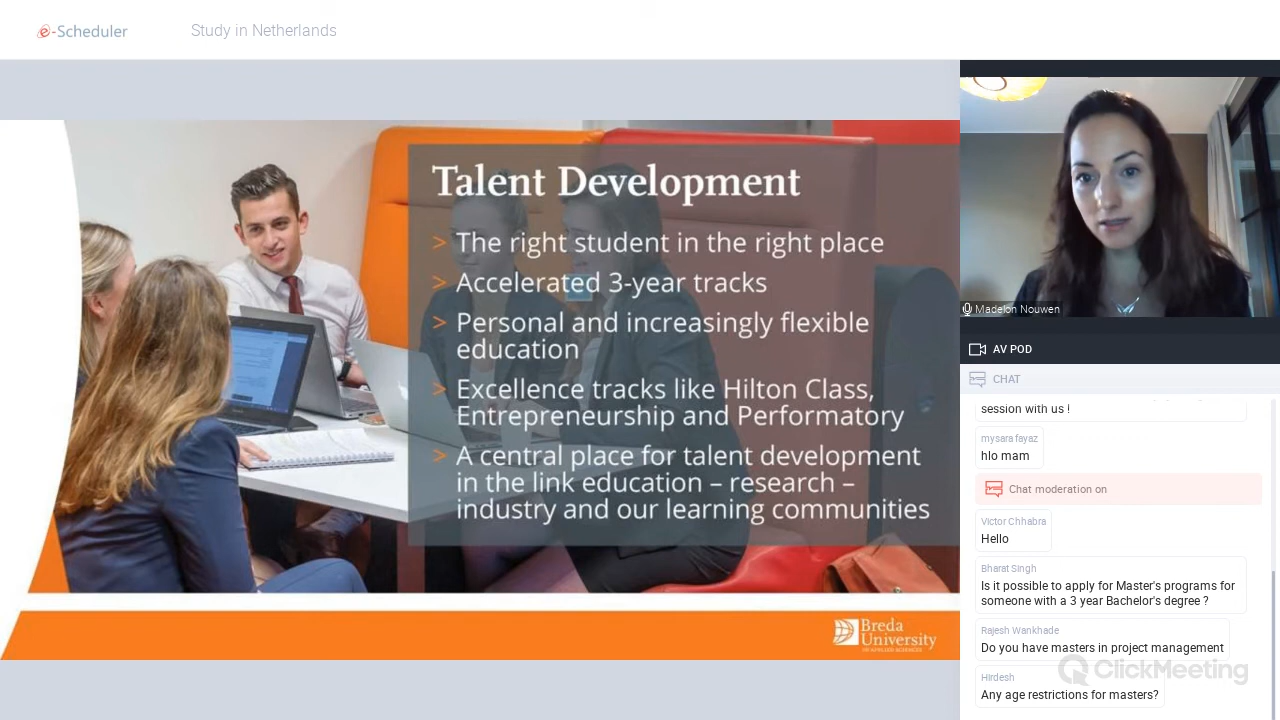 e-Scheduler
Study in Netherlands
Talent Development
> The right student in the right place
> Accelerated 3-year tracks
> Personal and increasingly flexible
education
> Excellence tracks like Hilton Class,
Entrepreneurship and Performatory
> A central place for talent development
in the link education – research –
industry and our learning communities
Breda
University
OF APPLIED SCIENCES
Madelon Nouwen
AV POD
CHAT
session with us !
mysara fayaz
hlo mam
Chat moderation on
Victor Chhabra
Hello
Bharat Singh
Is it possible to apply for Master's programs for
someone with a 3 year Bachelor's degree ?
Rajesh Wankhade
Do you have masters in project management
ClickMeeting
Hirdesh
Any age restrictions for masters?